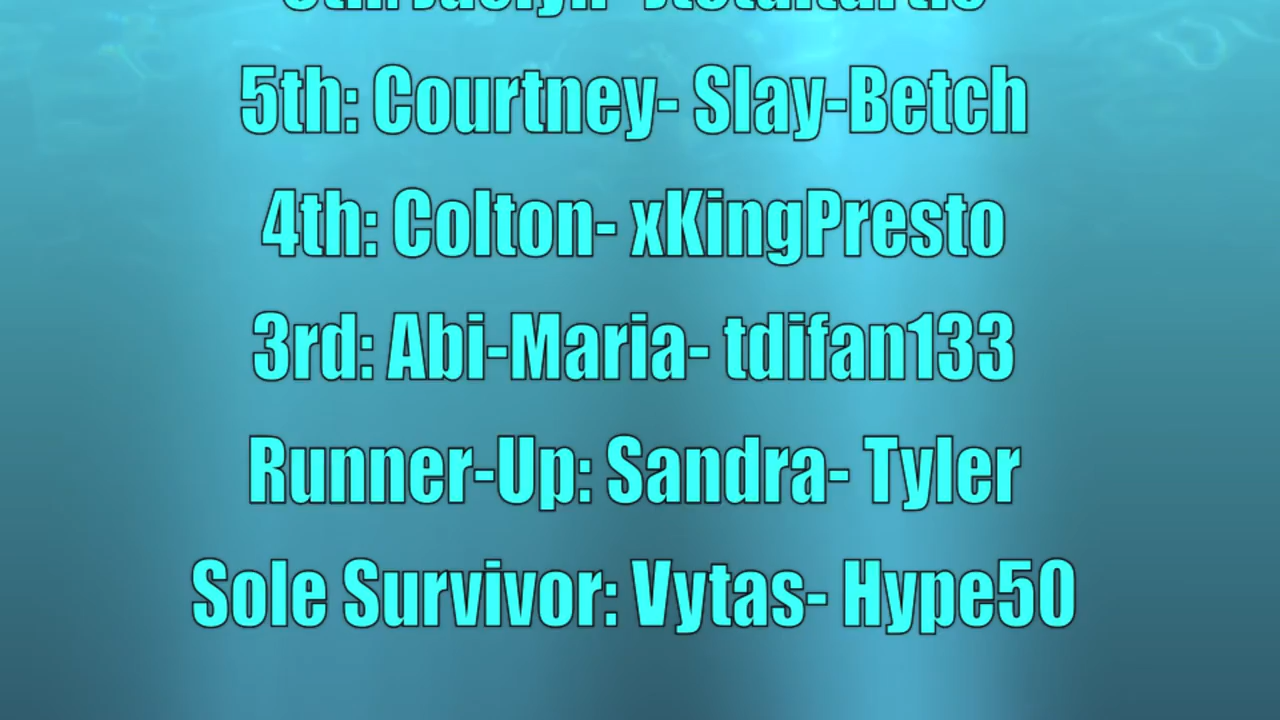 5th: Courtney- Slay-Betch
4th: Colton- xKingPresto
3rd: Abi-Maria- tdifan133
Runner-Up: Sandra- Tyler
Sole Survivor: Vytas- Hype50